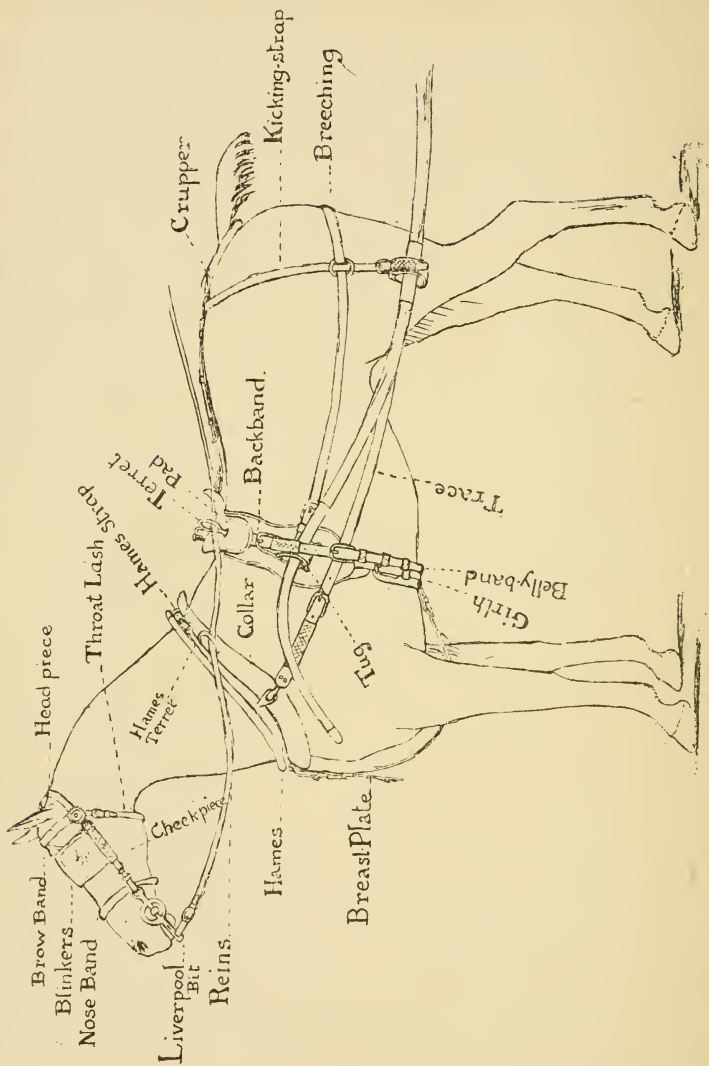 Brow Band
Blinkers
Nose Band
Liverpool
Bit
Reins
Head piece
Throat Lash
Checkpiece
Hames
Breast Plate
Hames Strap
Hames
Terret
Collar
Terret
Pad
Backband.
Tug
Girth
Belly-band
Trace
Crupper
Kicking-strap
Breeching